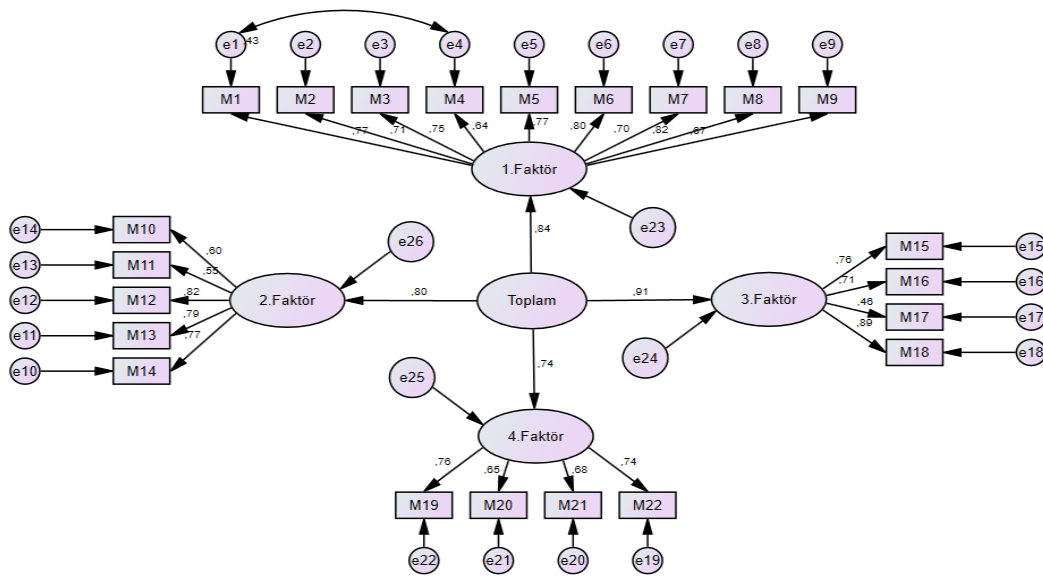 e1 e2 e3 e4 e5 e6 e7 e8 e9
,43
M1 M2 M3 M4 M5 M6 M7 M8 M9
,77 ,71 ,75 ,64 ,77 ,80 ,70 ,82 ,67
1.Faktör
e23
,84
e14 M10
e13 M11
e12 M12
e11 M13
e10 M14
,60
,55
,82
,79
,77
2.Faktör
e26
,80
Toplam
,91
3.Faktör
e24
,76
,71
,46
,89
M15 e15
M16 e16
M17 e17
M18 e18
,74
e25
4.Faktör
,76 ,65 ,68 ,74
M19 M20 M21 M22
e22 e21 e20 e19